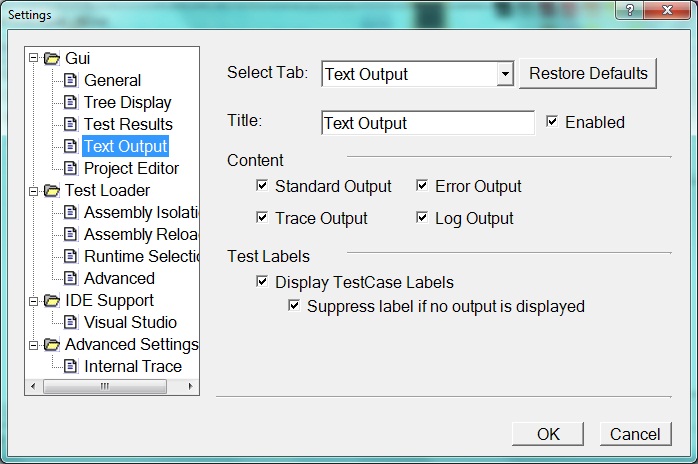 Settings
Gui
General
Tree Display
Test Results
Text Output
Project Editor
Test Loader
Assembly Isolati
Assembly Reloa
Runtime Selectio
Advanced
IDE Support
Visual Studio
Advanced Settings
Internal Trace
Select Tab: Text Output Restore Defaults
Title: Text Output Enabled
Content
Standard Output Error Output
Trace Output Log Output
Test Labels
Display TestCase Labels
Suppress label if no output is displayed
OK Cancel